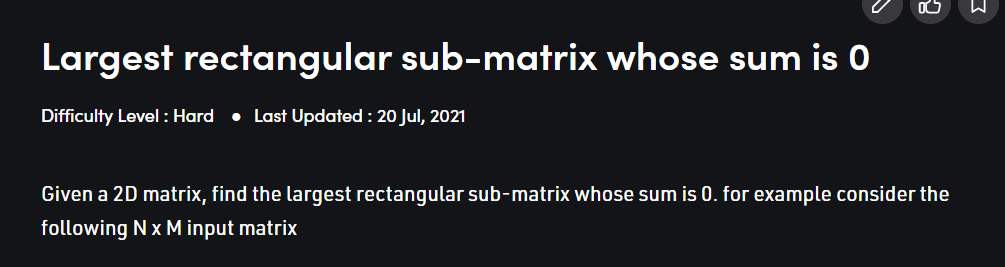 Largest rectangular sub-matrix whose sum is 0
Difficulty Level : Hard ● Last Updated : 20 Jul, 2021
Given a 2D matrix, find the largest rectangular sub-matrix whose sum is 0. for example consider the
following N x M input matrix